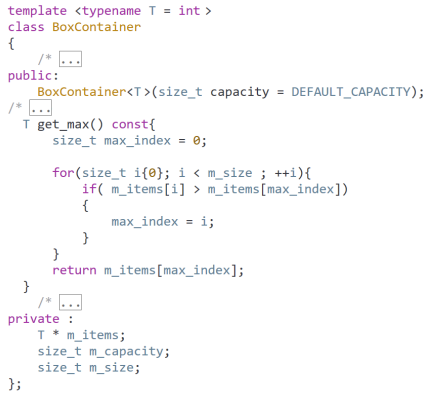 template <typename T = int >
class BoxContainer
{
    /* ...
public:
    BoxContainer<T>(size_t capacity = DEFAULT_CAPACITY);
/* ...
  T get_max() const{
      size_t max_index = 0;

      for(size_t i{0}; i < m_size ; ++i){
          if( m_items[i] > m_items[max_index])
          {
              max_index = i;
          }
      }
      return m_items[max_index];
  }
    /* ...
private :
    T * m_items;
    size_t m_capacity;
    size_t m_size;
};